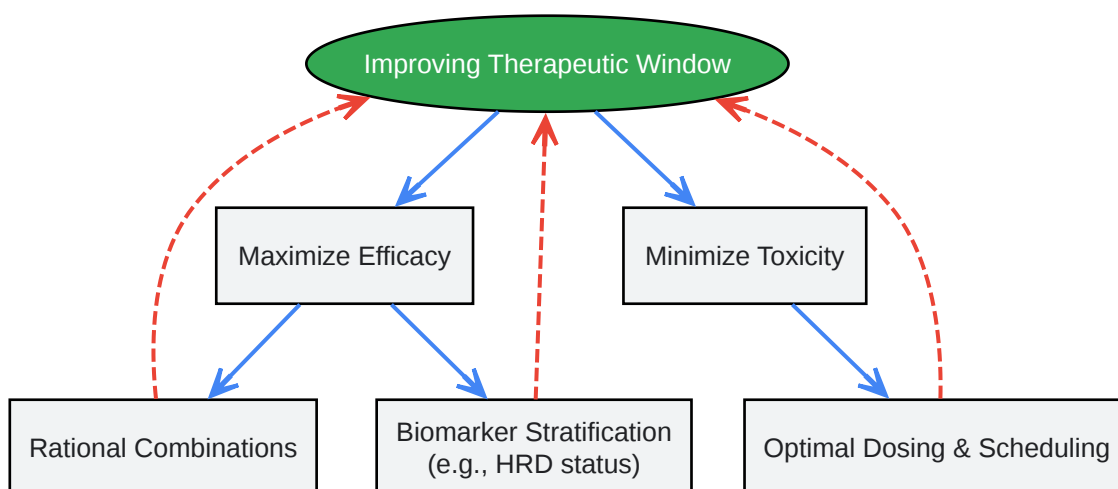 Improving Therapeutic Window
Maximize Efficacy
Minimize Toxicity
Rational Combinations
Biomarker Stratification
(e.g., HRD status)
Optimal Dosing & Scheduling